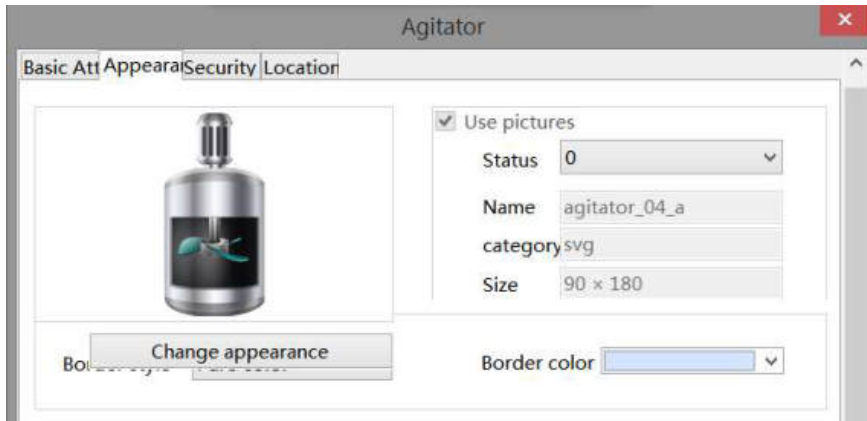 Agitator
Basic Att Appearan Security Location
Use pictures
Status 0
Name agitator_04_a
category svg
Size 90 × 180
Change appearance
Border color